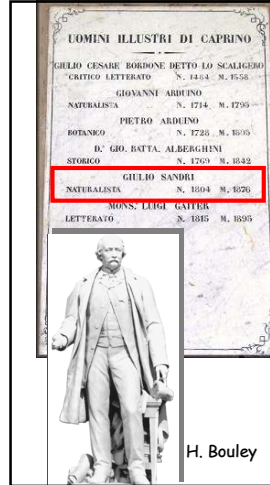 UOMINI ILLUSTRI DI CAPRINO
GIULIO CESARE BORDONE DETTO LO SCALIGERO
CRITICO LETTERATO N. 1484 M. 1558
GIOVANNI ARDUINO
NATURALISTA N. 1714 M. 1795
PIETRO ARDUINO
BOTANICO N. 1728 M. 1805
D. GIO. BATTA. ALBERGHINI
STORICO N. 1769 M. 1842
GIULIO SANDRI
NATURALISTA N. 1804 M. 1876
MONS. LUIGI GAITER
LETTERATO N. 1815 M. 1895
H. Bouley